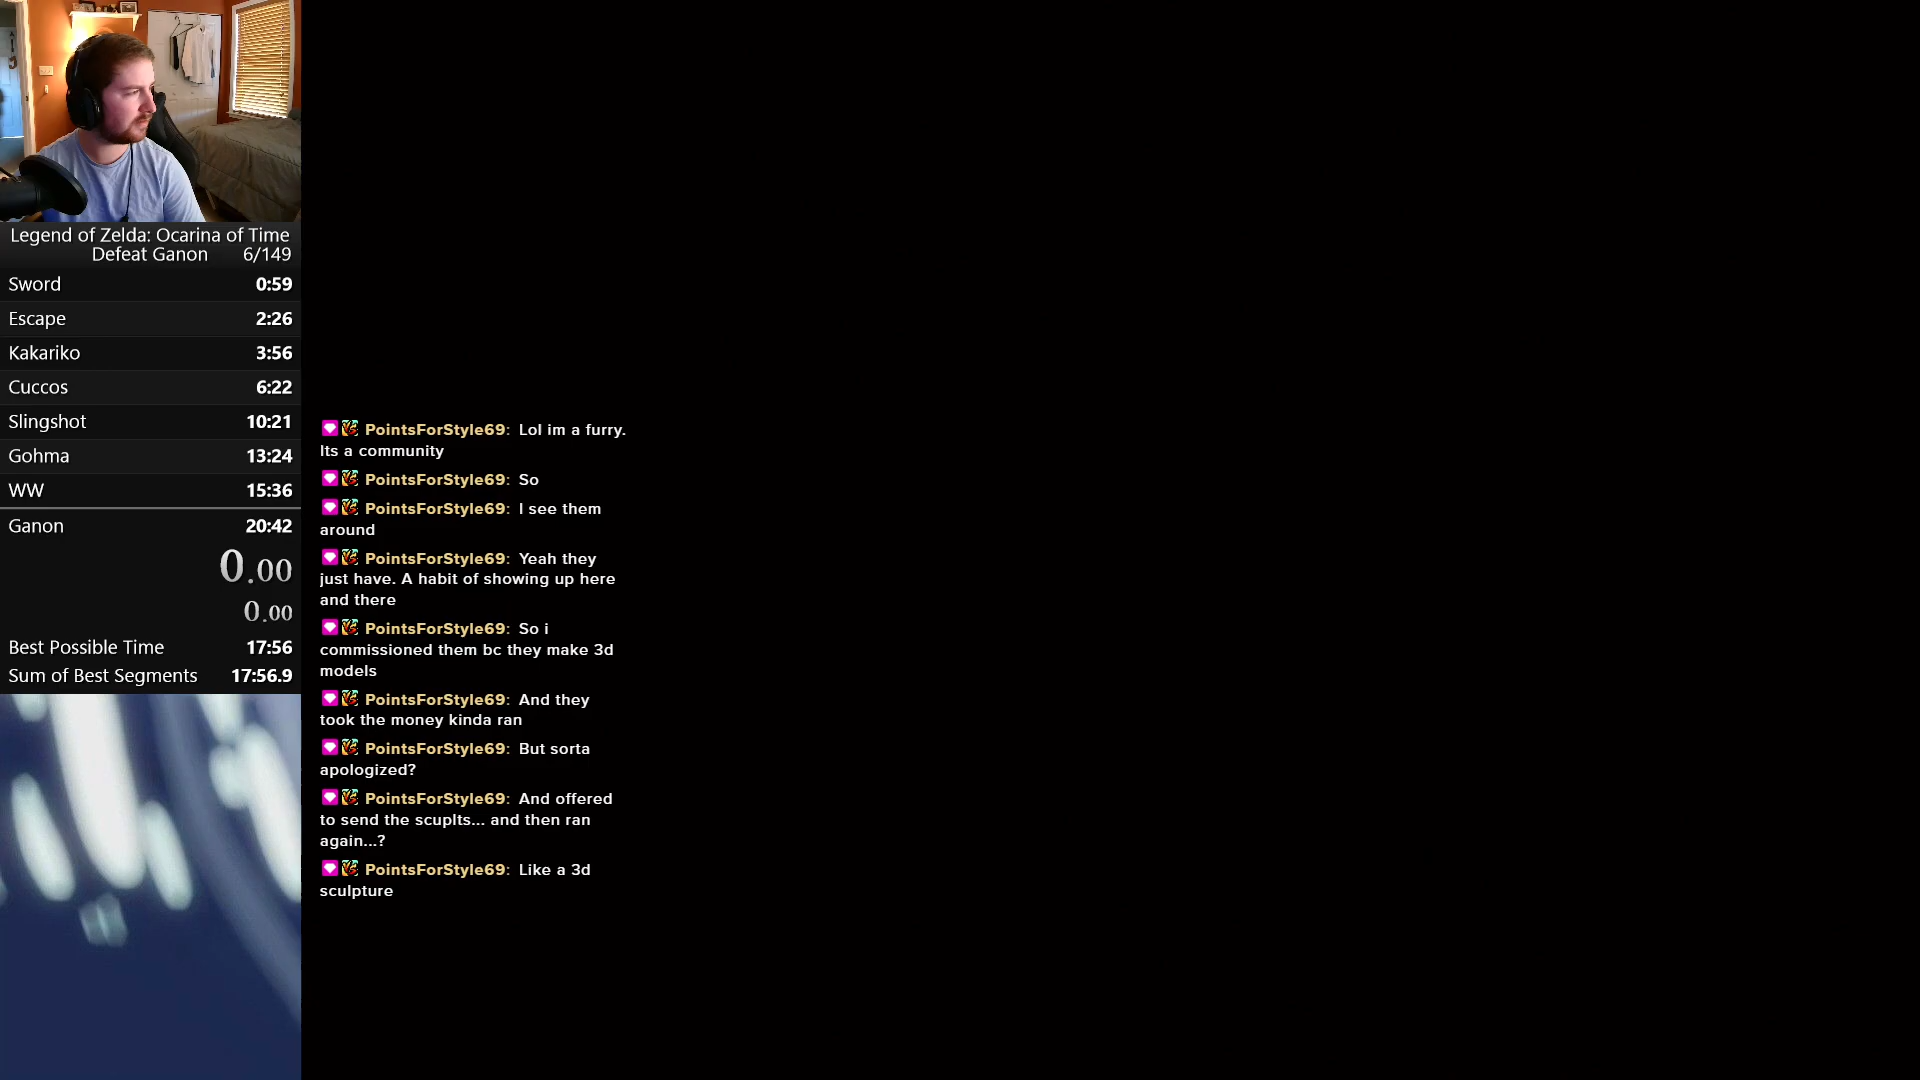 Legend of Zelda: Ocarina of Time
Defeat Ganon 6/149
Sword 0:59
Escape 2:26
Kakariko 3:56
Cuccos 6:22
Slingshot 10:21
Gohma 13:24
WW 15:36
Ganon 20:42
0.00
0.00
Best Possible Time 17:56
Sum of Best Segments 17:56.9
PointsForStyle69: Lol im a furry.
Its a community
PointsForStyle69: So
PointsForStyle69: I see them
around
PointsForStyle69: Yeah they
just have. A habit of showing up here
and there
PointsForStyle69: So i
commissioned them bc they make 3d
models
PointsForStyle69: And they
took the money kinda ran
PointsForStyle69: But sorta
apologized?
PointsForStyle69: And offered
to send the scuplts... and then ran
again...?
PointsForStyle69: Like a 3d
sculpture